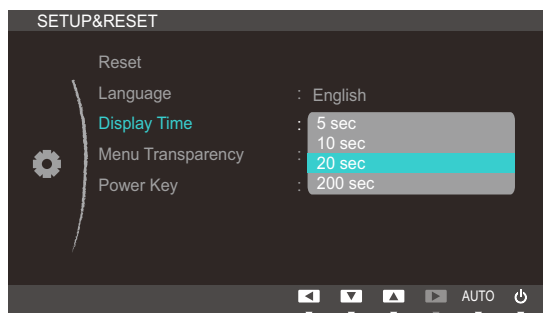 SETUP&RESET
Reset
Language : English
Display Time : 5 sec
10 sec
Menu Transparency : 20 sec
Power Key : 200 sec
AUTO